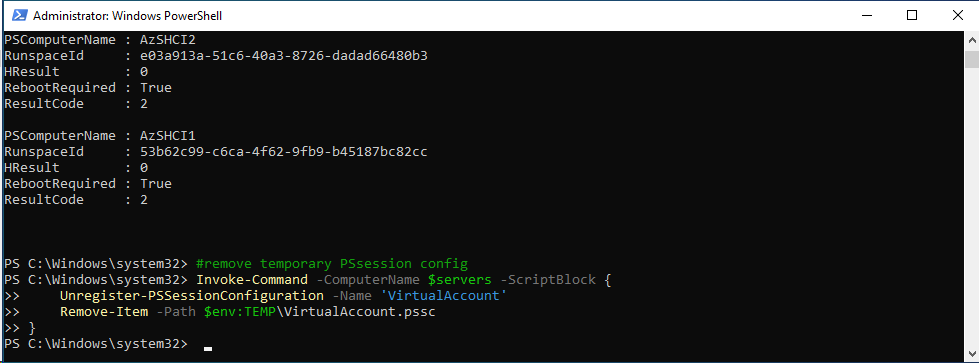 Administrator: Windows PowerShell
PSComputerName : AzSHCI2
RunspaceId     : e03a913a-51c6-40a3-8726-dadad66480b3
HResult        : 0
RebootRequired : True
ResultCode     : 2
PSComputerName : AzSHCI1
RunspaceId     : 53b62c99-c6ca-4f62-9fb9-b45187bc82cc
HResult        : 0
RebootRequired : True
ResultCode     : 2
PS C:\Windows\system32> #remove temporary PSsession config
PS C:\Windows\system32> Invoke-Command -ComputerName $servers -ScriptBlock {
>>     Unregister-PSSessionConfiguration -Name 'VirtualAccount'
>>     Remove-Item -Path $env:TEMP\VirtualAccount.pssc
>> }
PS C:\Windows\system32>